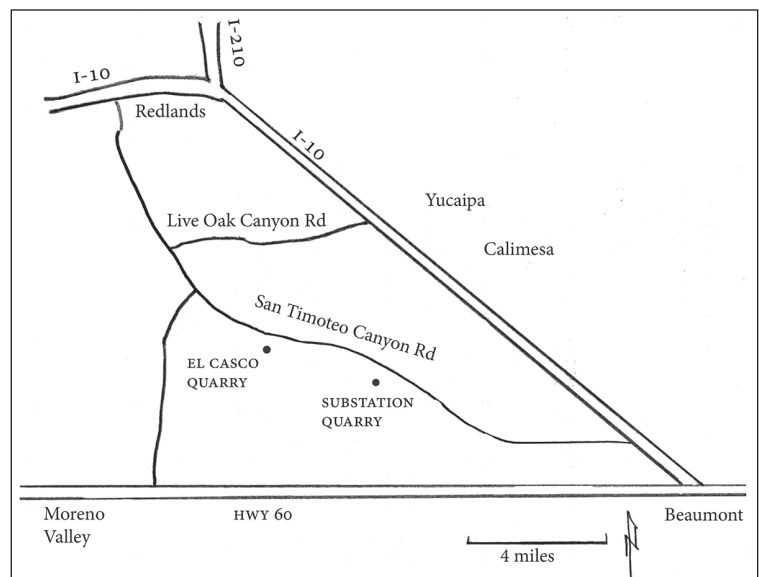 I-210
I-10
Redlands
I-10
Yucaipa
Live Oak Canyon Rd
Calimesa
San Timoteo Canyon Rd
EL CASCO
QUARRY
SUBSTATION
QUARRY
Moreno
Valley
HWY 60
Beaumont
4 miles